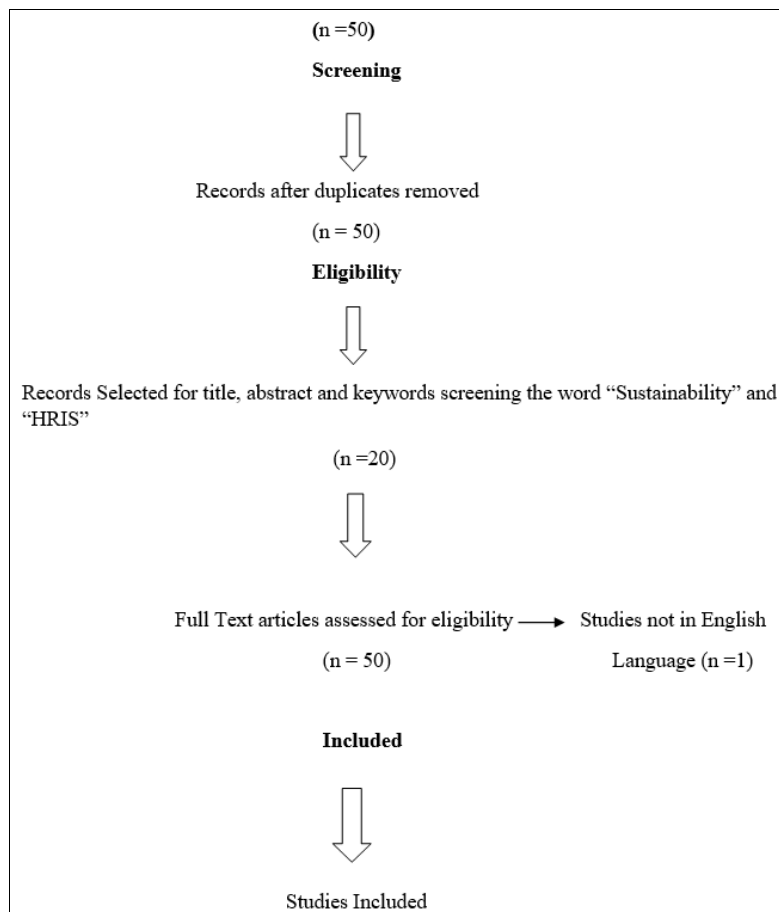 (n =50)
Screening
Records after duplicates removed
(n = 50)
Eligibility
Records Selected for title, abstract and keywords screening the word “Sustainability” and
“HRIS”
(n =20)
Full Text articles assessed for eligibility
Studies not in English
(n = 50)
Language (n =1)
Included
Studies Included